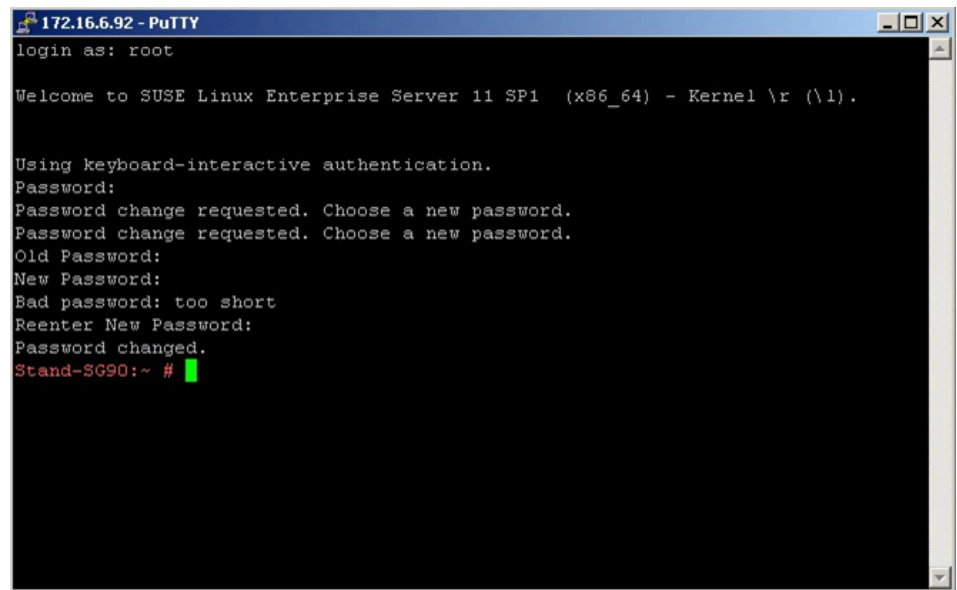 172.16.6.92 - PuTTY
login as: root
Welcome to SUSE Linux Enterprise Server 11 SP1  (x86_64) - Kernel \r (\l).
Using keyboard-interactive authentication.
Password:
Password change requested. Choose a new password.
Password change requested. Choose a new password.
Old Password:
New Password:
Bad password: too short
Reenter New Password:
Password changed.
Stand-SG90:~ #